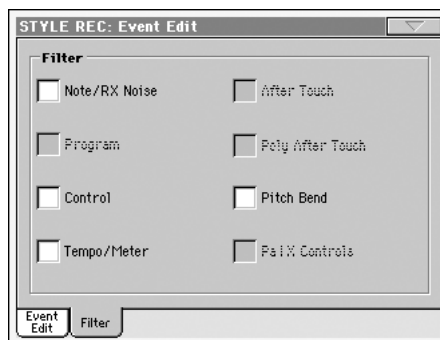 STYLE REC: Event Edit
Filter
Note/RX Noise
After Touch
Program
Poly After Touch
Control
Pitch Bend
Tempo/Meter
Pa1X Controls
Event Edit
Filter